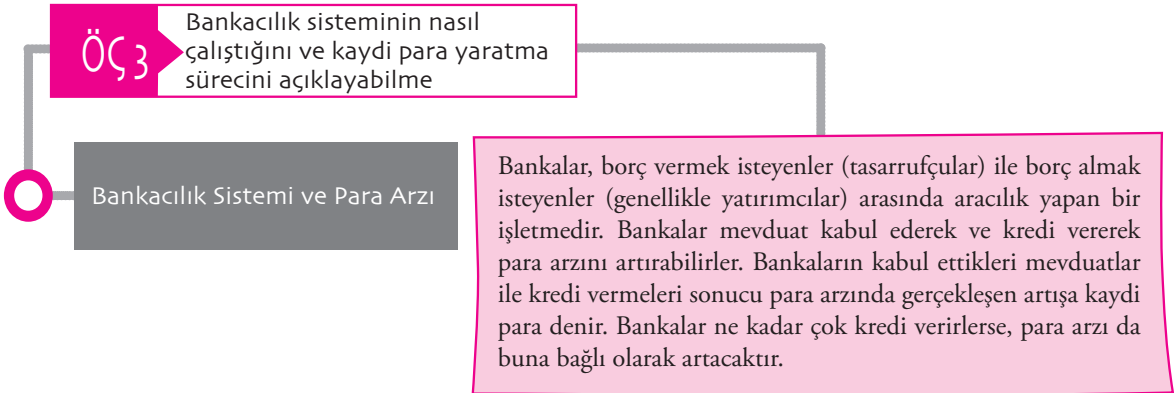 ÖÇ 3
Bankacılık sisteminin nasıl
çalıştığını ve kaydi para yaratma
sürecini açıklayabilme
Bankacılık Sistemi ve Para Arzı
Bankalar, borç vermek isteyenler (tasarrufçular) ile borç almak
isteyenler (genellikle yatırımcılar) arasında aracılık yapan bir
işletmedir. Bankalar mevduat kabul ederek ve kredi vererek
para arzını artırabilirler. Bankaların kabul ettikleri mevduatlar
ile kredi vermeleri sonucu para arzında gerçekleşen artışa kaydi
para denir. Bankalar ne kadar çok kredi verirlerse, para arzı da
buna bağlı olarak artacaktır.